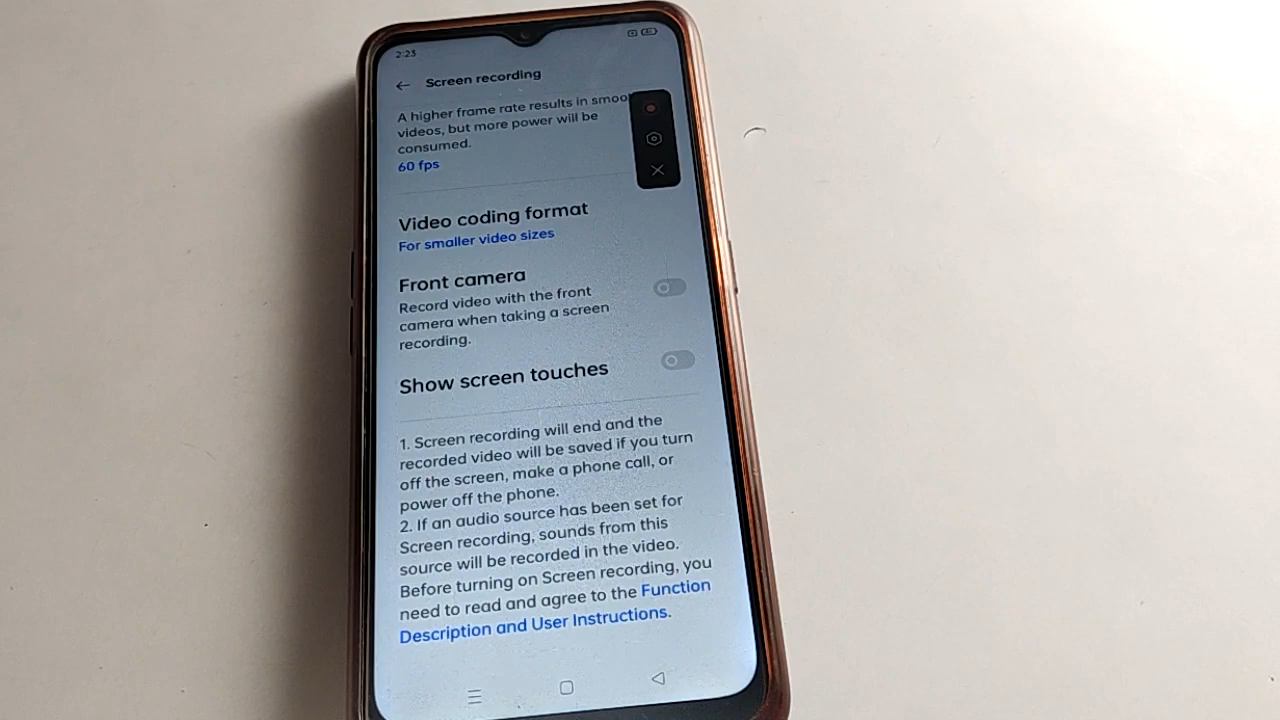 2:23
Screen recording
A higher frame rate results in smoo
videos, but more power will be
consumed.
60 fps
Video coding format
For smaller video sizes
Front camera
Record video with the front
camera when taking a screen
recording.
Show screen touches
1. Screen recording will end and the
recorded video will be saved if you turn
off the screen, make a phone call, or
power off the phone.
2. If an audio source has been set for
Screen recording, sounds from this
source will be recorded in the video.
Before turning on Screen recording, you
need to read and agree to the Function
Description and User Instructions.